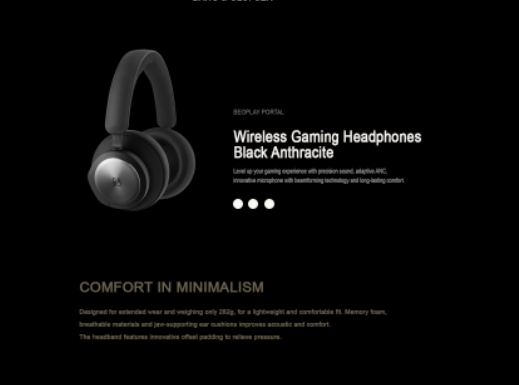 BEOPLAY PORTAL
Wireless Gaming Headphones
Black Anthracite
Level up your gaming experience with precision sound, adaptive ANC,
innovative microphone with beamforming technology and long-lasting comfort.
COMFORT IN MINIMALISM
Designed for extended wear and weighing only 282g, for a lightweight and comfortable fit. Memory foam,
breathable materials and jaw-supporting ear cushions improves acoustic and comfort.
The headband features innovative offset padding to relieve pressure.